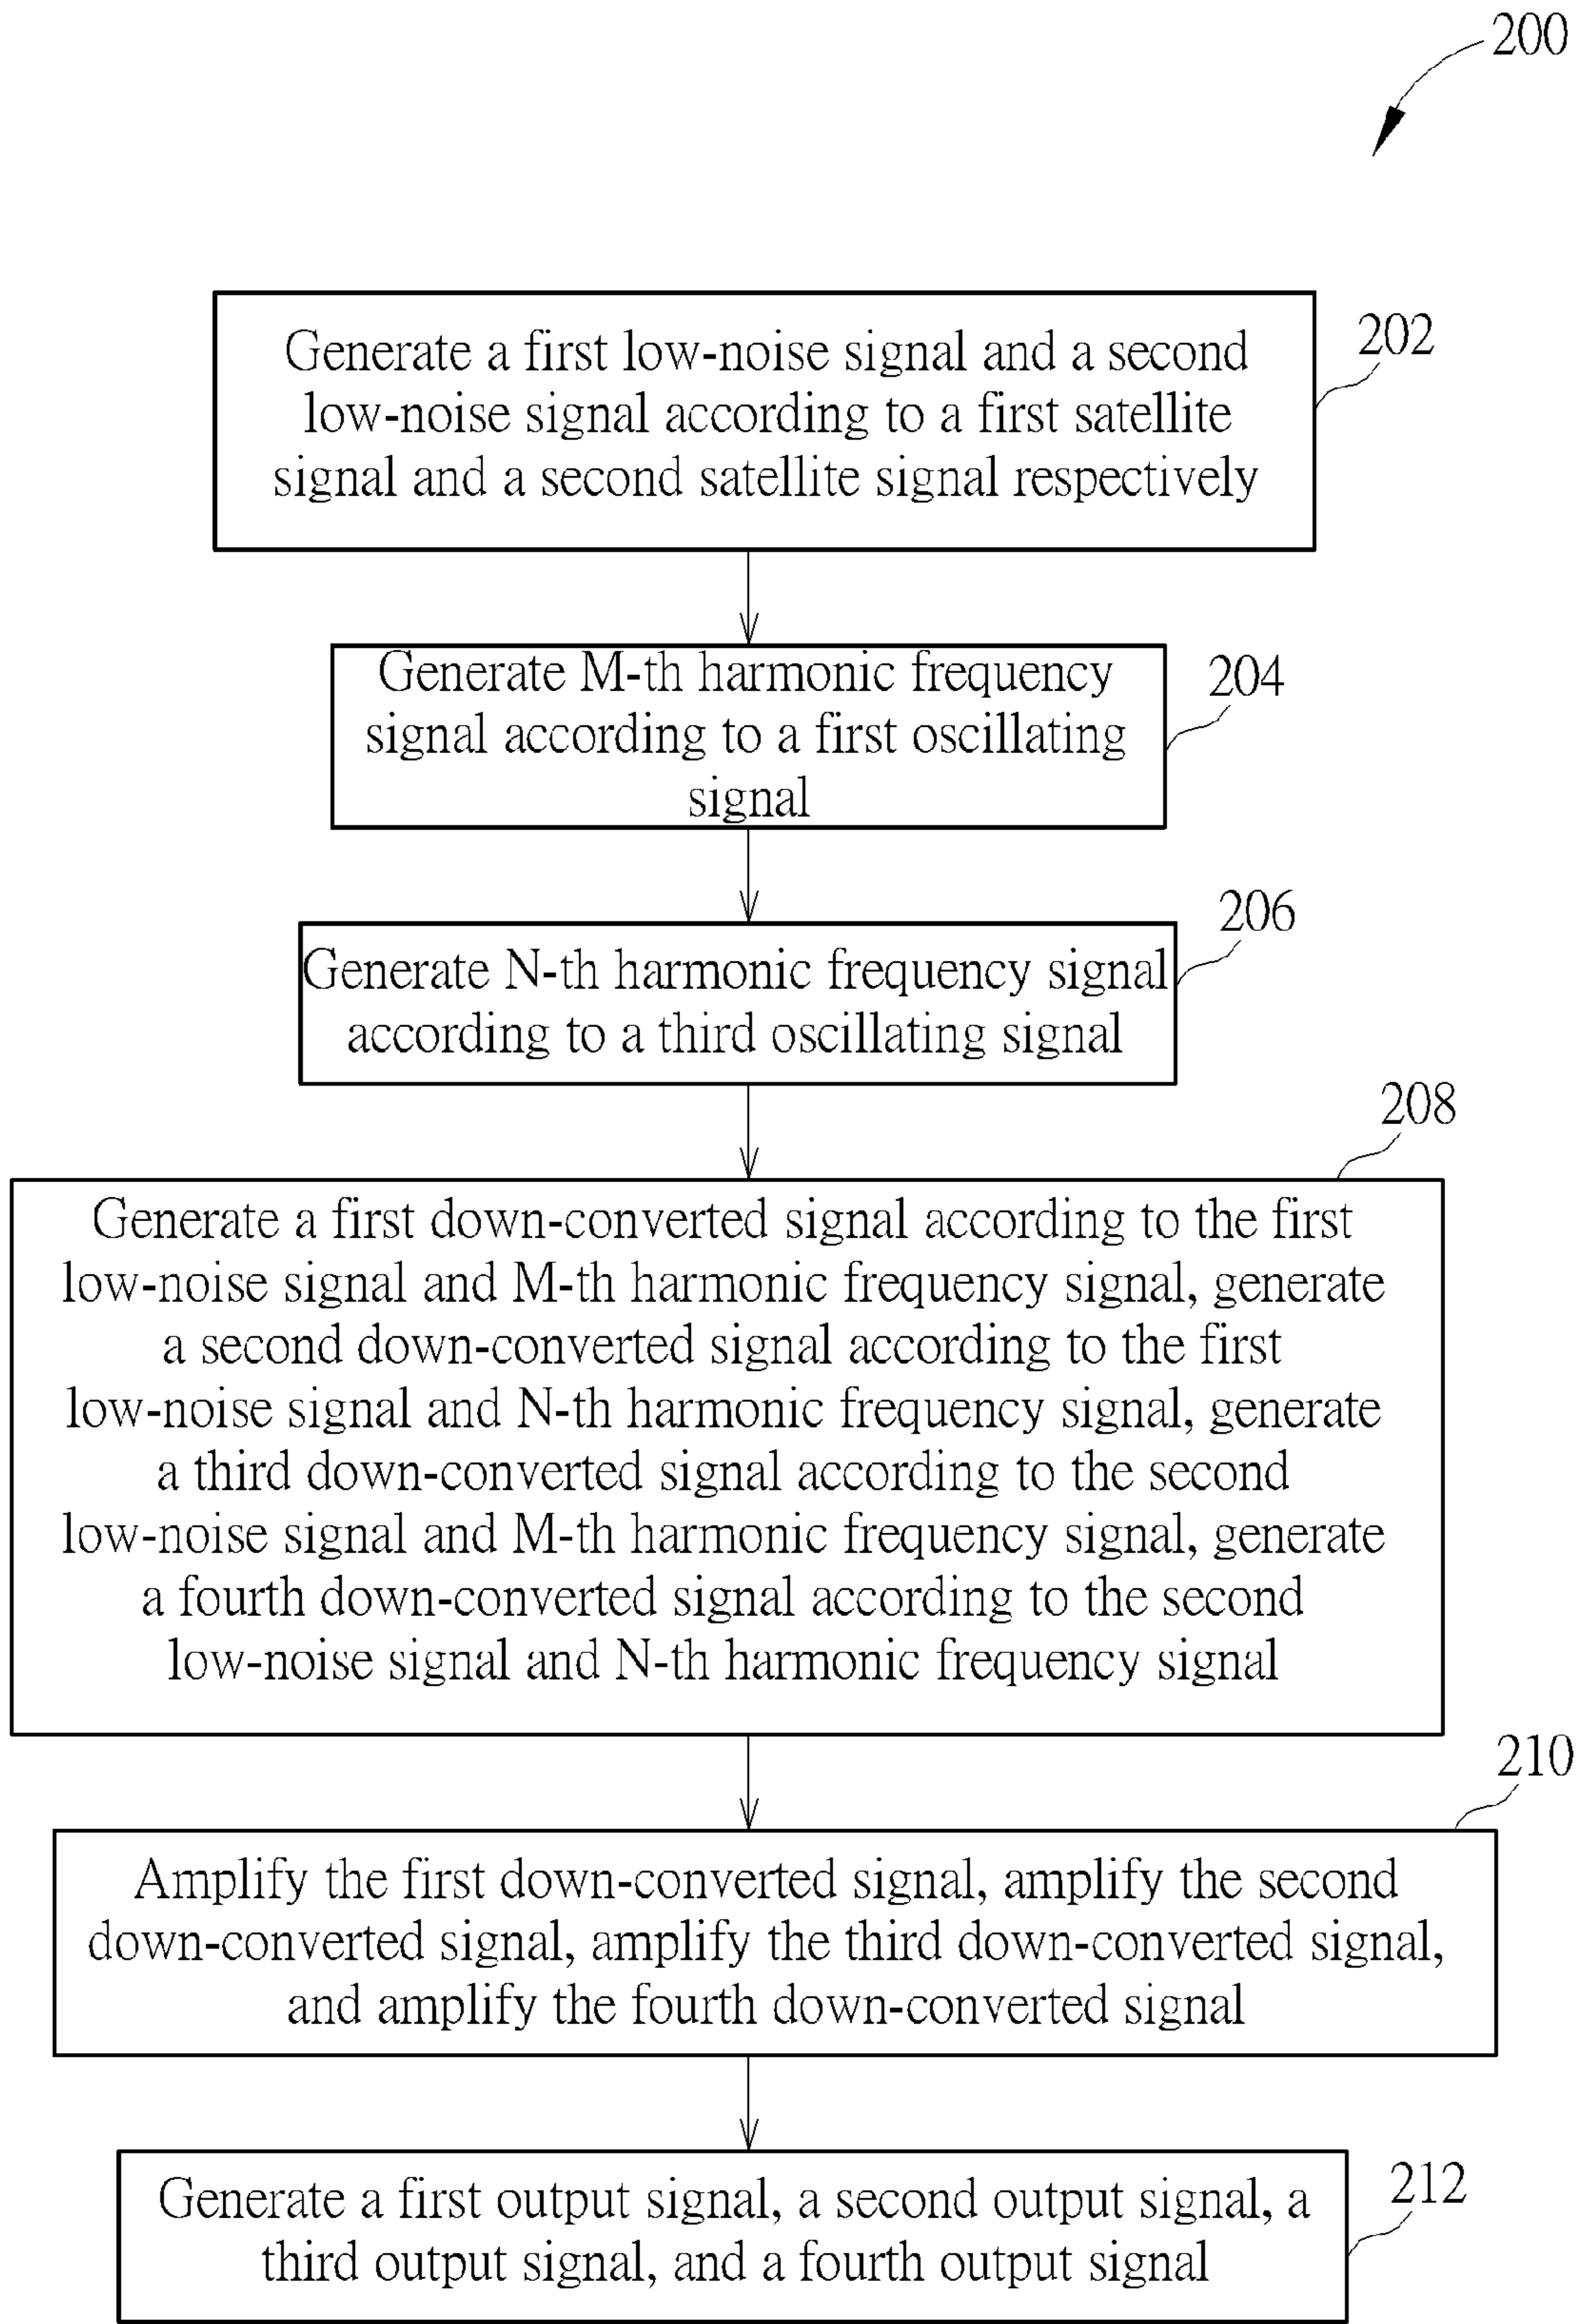 200
202
Generate a first low-noise signal and a second
low-noise signal according to a first satellite
signal and a second satellite signal respectively
204
Generate M-th harmonic frequency
signal according to a first oscillating
signal
206
Generate N-th harmonic frequency signal
according to a third oscillating signal
208
Generate a first down-converted signal according to the first
low-noise signal and M-th harmonic frequency signal, generate
a second down-converted signal according to the first
low-noise signal and N-th harmonic frequency signal, generate
a third down-converted signal according to the second
low-noise signal and M-th harmonic frequency signal, generate
a fourth down-converted signal according to the second
low-noise signal and N-th harmonic frequency signal
210
Amplify the first down-converted signal, amplify the second
down-converted signal, amplify the third down-converted signal,
and amplify the fourth down-converted signal
212
Generate a first output signal, a second output signal, a
third output signal, and a fourth output signal